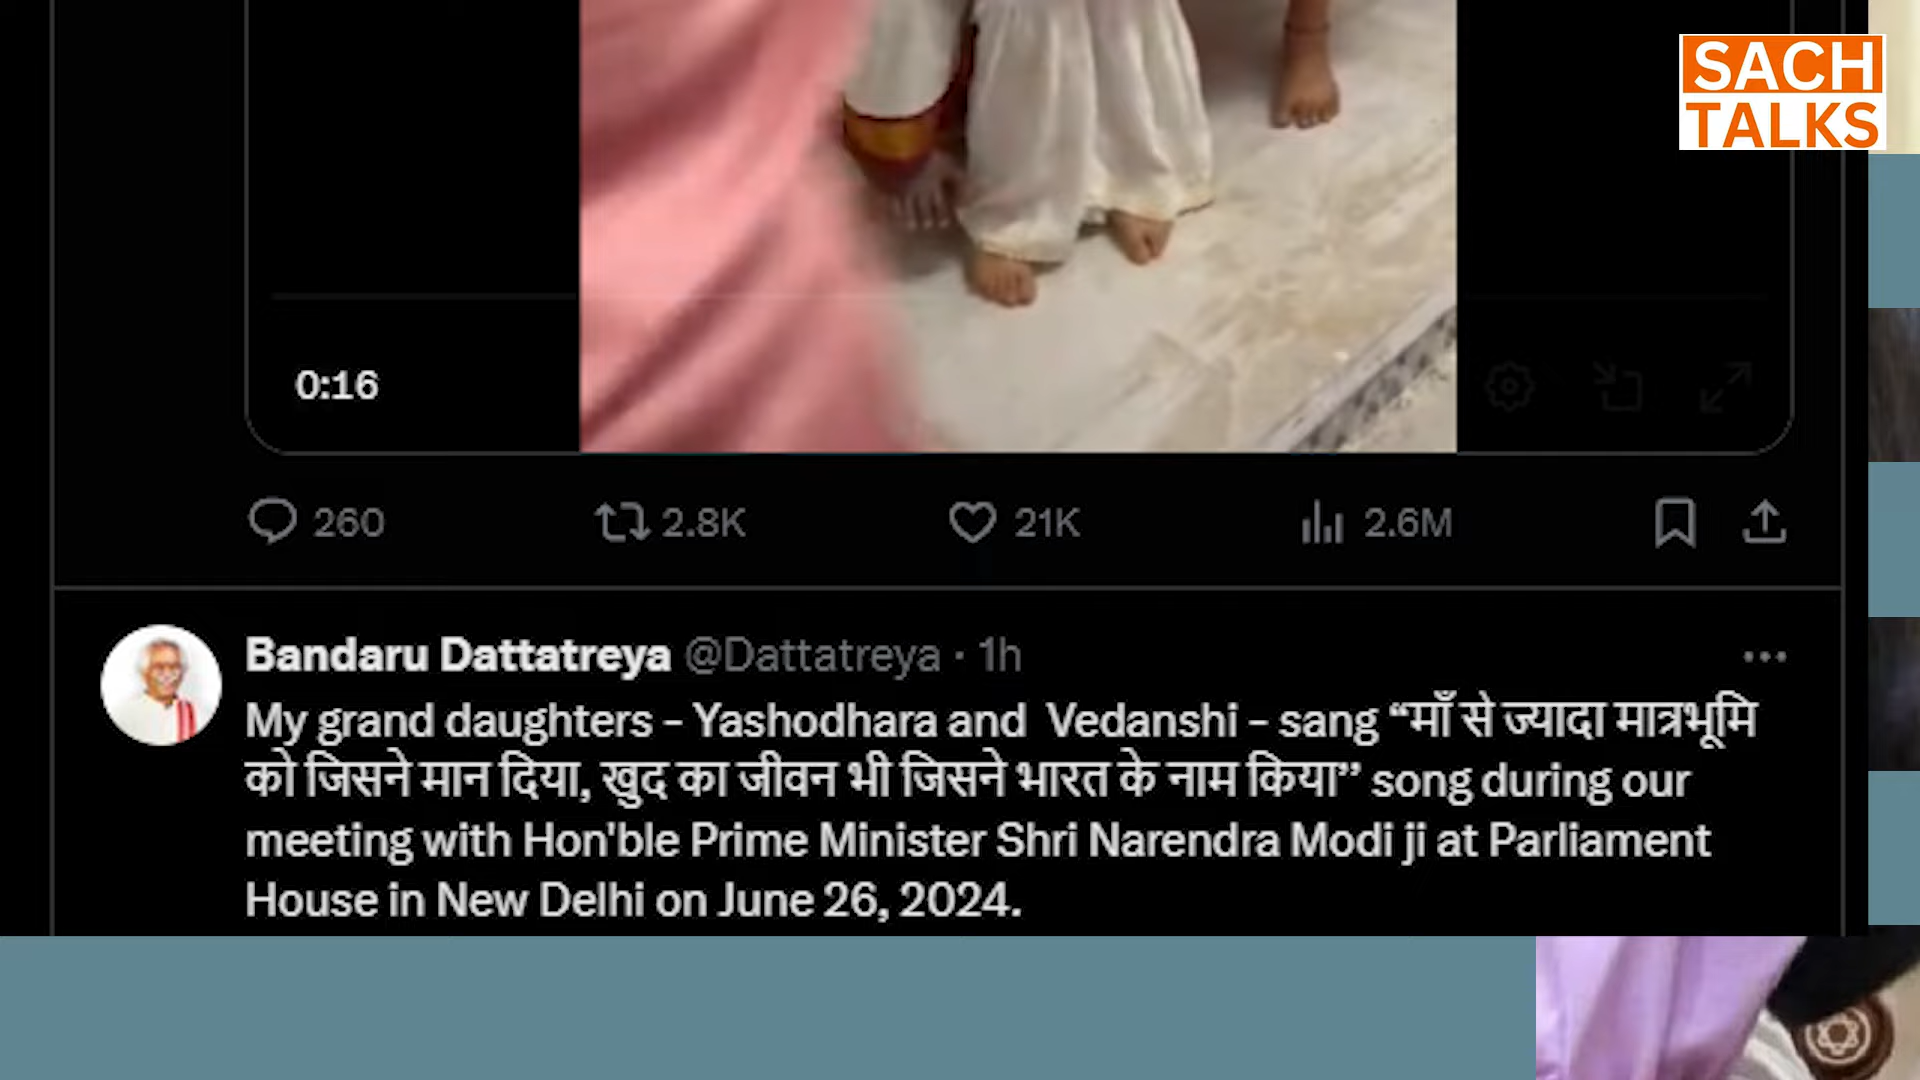 SACH
TALKS
0:16
260 2.8K 21K 2.6M
Bandaru Dattatreya @Dattatreya · 1h
My grand daughters – Yashodhara and Vedanshi – sang “माँ से ज्यादा मात्रभूमि
को जिसने मान दिया, खुद का जीवन भी जिसने भारत के नाम किया” song during our
meeting with Hon'ble Prime Minister Shri Narendra Modi ji at Parliament
House in New Delhi on June 26, 2024.